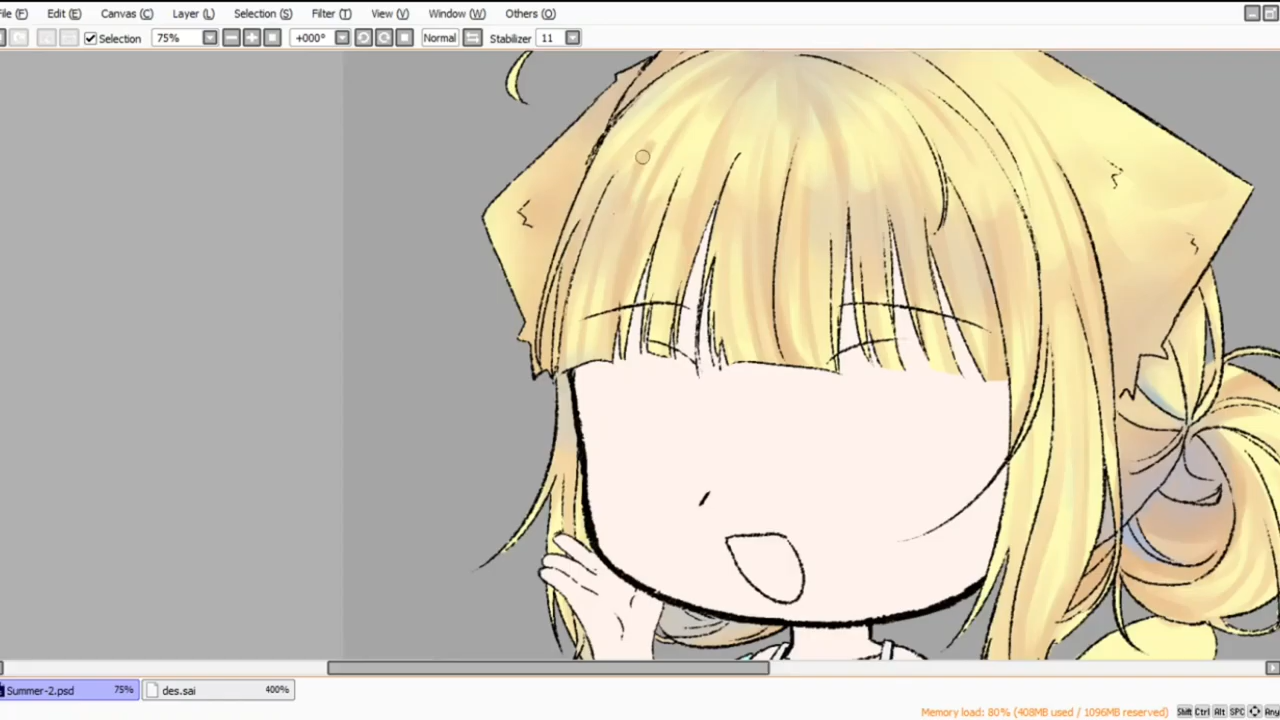 File (F) Edit (E) Canvas (C) Layer (L) Selection (S) Filter (T) View (V) Window (W) Others (O)
Selection 75% +000° Normal Stabilizer 11
Summer-2.psd 75% des.sai 400%
Memory load: 80% (408MB used / 1096MB reserved) Shift Ctrl Alt SPC Any